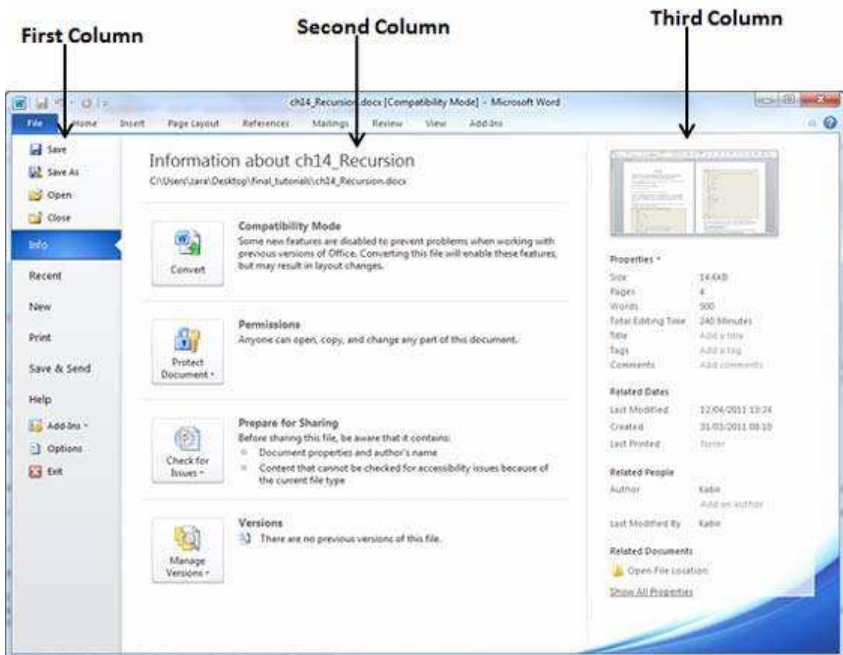 First Column
Second Column
Third Column
ch14_Recursion.docx [Compatibility Mode] - Microsoft Word
File Home Insert Page Layout References Mailings Review View Add-Ins
Save
Save As
Open
Close
Info
Recent
New
Print
Save & Send
Help
Add-Ins
Options
Exit
Information about ch14_Recursion
C:\Users\zara\Desktop\final_tutorials\ch14_Recursion.docx
Convert
Compatibility Mode
Some new features are disabled to prevent problems when working with
previous versions of Office. Converting this file will enable these features,
but may result in layout changes.
Protect
Document
Permissions
Anyone can open, copy, and change any part of this document.
Check for
Issues
Prepare for Sharing
Before sharing this file, be aware that it contains:
Document properties and author's name
Content that cannot be checked for accessibility issues because of
the current file type
Manage
Versions
Versions
There are no previous versions of this file.
Properties
Size 14.6KB
Pages 4
Words 500
Total Editing Time 240 Minutes
Title Add a title
Tags Add a tag
Comments Add comments
Related Dates
Last Modified 12/04/2011 13:24
Created 31/03/2011 08:10
Last Printed Never
Related People
Author Kabir
Add an author
Last Modified By Kabir
Related Documents
Open File Location
Show All Properties